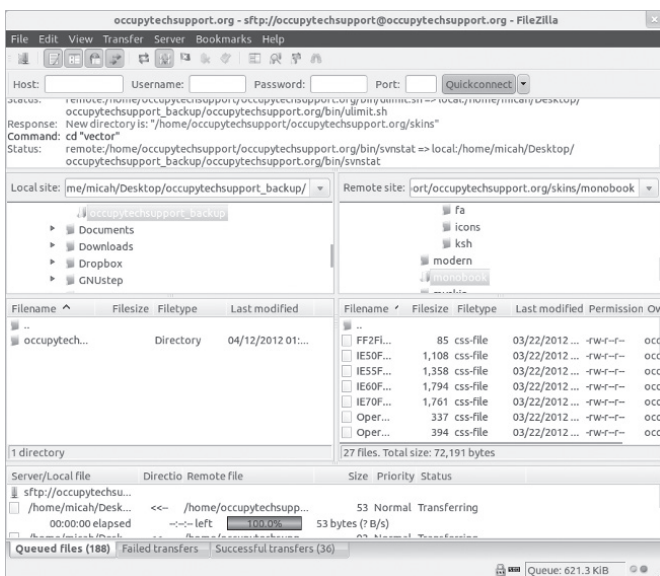 occupytechsupport.org - sftp://occupytechsupport@occupytechsupport.org - FileZilla
File Edit View Transfer Server Bookmarks Help
Host: Username: Password: Port: Quickconnect
Status: remote:/home/occupytechsupport/occupytechsupport.org/bin/ulimit.sh => local:/home/micah/Desktop/
occupytechsupport_backup/occupytechsupport.org/bin/ulimit.sh
Response: New directory is: "/home/occupytechsupport/occupytechsupport.org/skins"
Command: cd "vector"
Status: remote:/home/occupytechsupport/occupytechsupport.org/bin/svnstat => local:/home/micah/Desktop/
occupytechsupport_backup/occupytechsupport.org/bin/svnstat
Local site: me/micah/Desktop/occupytechsupport_backup/
occupytechsupport_backup
Documents
Downloads
Dropbox
GNUstep
Remote site: ort/occupytechsupport.org/skins/monobook
fa
icons
ksh
modern
monobook
Filename Filesize Filetype Last modified
..
occupytech... Directory 04/12/2012 01:...
1 directory
Filename Filesize Filetype Last modified Permission Ow
..
FF2Fi... 85 css-file 03/22/2012 ... -rw-r--r-- occ
IE50F... 1,108 css-file 03/22/2012 ... -rw-r--r-- occ
IE55F... 1,358 css-file 03/22/2012 ... -rw-r--r-- occ
IE60F... 1,794 css-file 03/22/2012 ... -rw-r--r-- occ
IE70F... 1,761 css-file 03/22/2012 ... -rw-r--r-- occ
Oper... 337 css-file 03/22/2012 ... -rw-r--r-- occ
Oper... 394 css-file 03/22/2012 ... -rw-r--r-- occ
27 files. Total size: 72,191 bytes
Server/Local file Directio Remote file Size Priority Status
sftp://occupytechsu...
/home/micah/Desk... <<-- /home/occupytechsupp... 53 Normal Transferring
00:00:00 elapsed --:--:-- left 100.0% 53 bytes (? B/s)
Queued files (188) Failed transfers Successful transfers (36)
Queue: 621.3 KiB